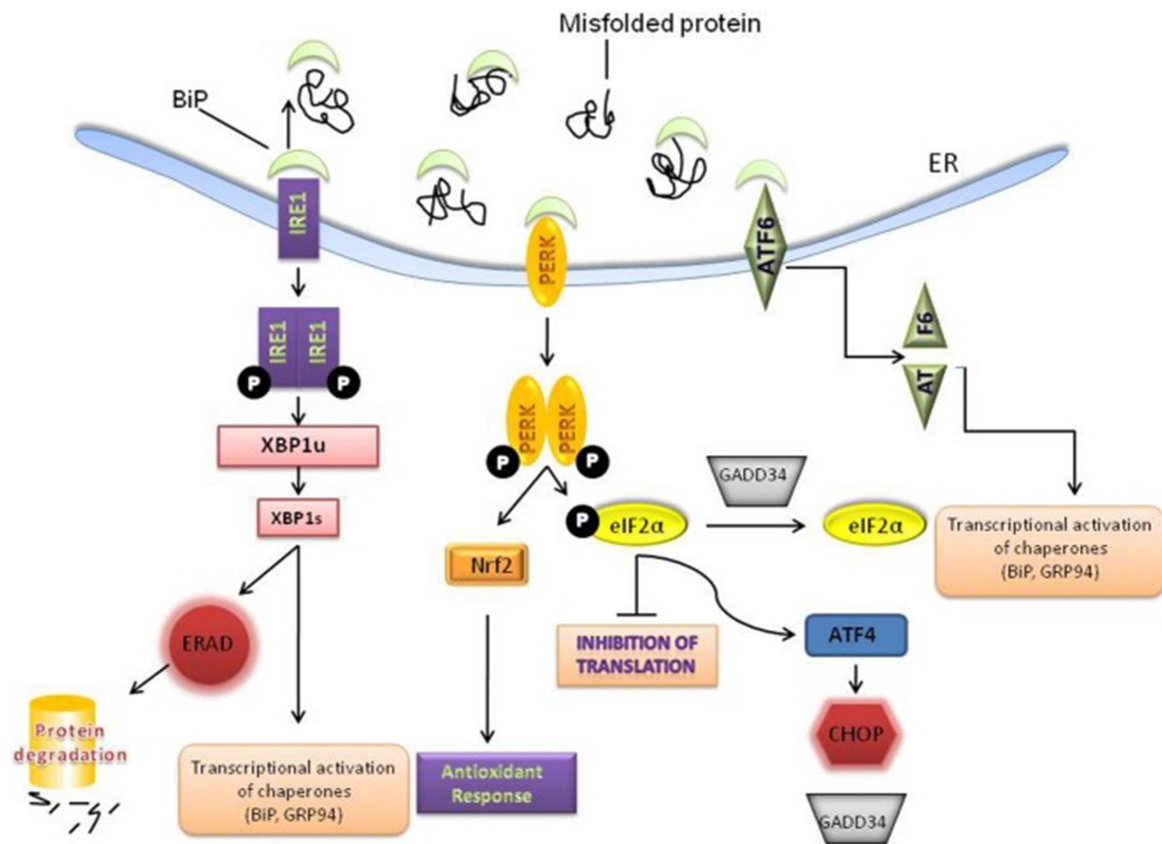 Misfolded protein
BiP
ER
IRE1
PERK
ATF6
IRE1
IRE1
P
P
F6
AT
XBP1u
PERK
PERK
P
P
GADD34
XBP1s
P
eIF2α
eIF2α
Transcriptional activation
of chaperones
(BiP, GRP94)
Nrf2
ERAD
INHIBITION OF
TRANSLATION
ATF4
Protein
degradation
CHOP
Transcriptional activation
of chaperones
(BiP, GRP94)
Antioxidant
Response
GADD34